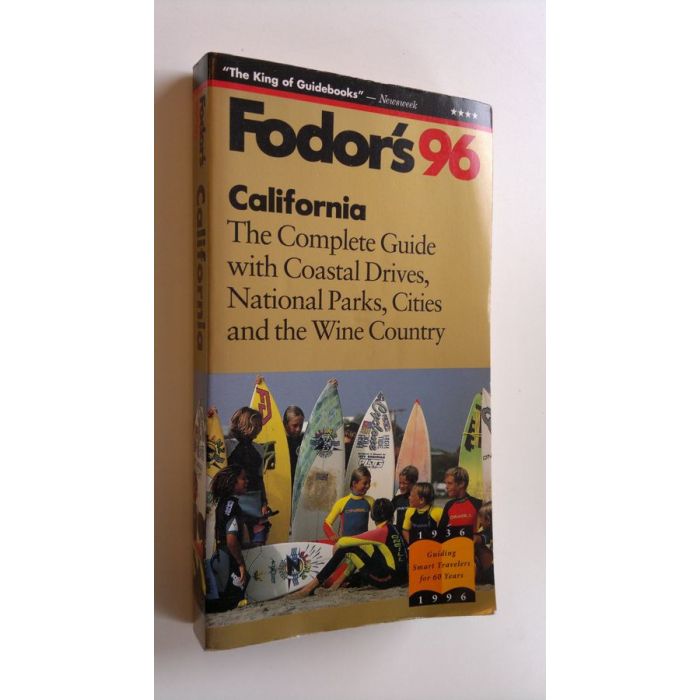 "The King of Guidebooks" — Newsweek
****
Fodor's 96
California
The Complete Guide
with Coastal Drives,
National Parks, Cities
and the Wine Country
Fodor's California
1936
Guiding
Smart Travelers
for 60 Years
1996
O'NEILL